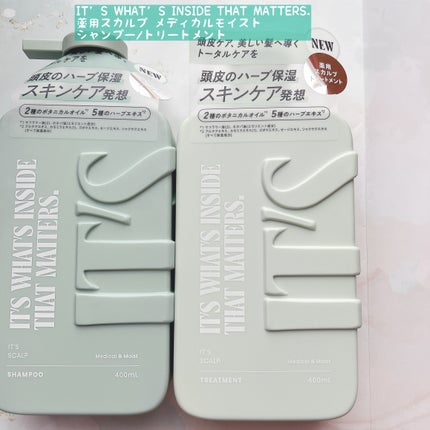 IT'S WHAT'S INSIDE THAT MATTERS.
薬用スカルプ メディカルモイスト
シャンプー/トリートメント
NEW
頭皮のハーブ保湿
スキンケア発想
2種のボタニカルオイル*1 5種のハーブエキス*2
IT'S WHAT'S INSIDE
THAT MATTERS.
IT'S
IT'S
SCALP
Medical & Moist
SHAMPOO
400mL
頭皮ケア、美しい髪へ導く
トータルケアを
NEW
薬用
スカルプ
トリートメント
頭皮のハーブ保湿
スキンケア発想
2種のボタニカルオイル*1 5種のハーブエキス*2
IT'S WHAT'S INSIDE
THAT MATTERS.
IT'S
IT'S
SCALP
Medical & Moist
TREATMENT
400mL